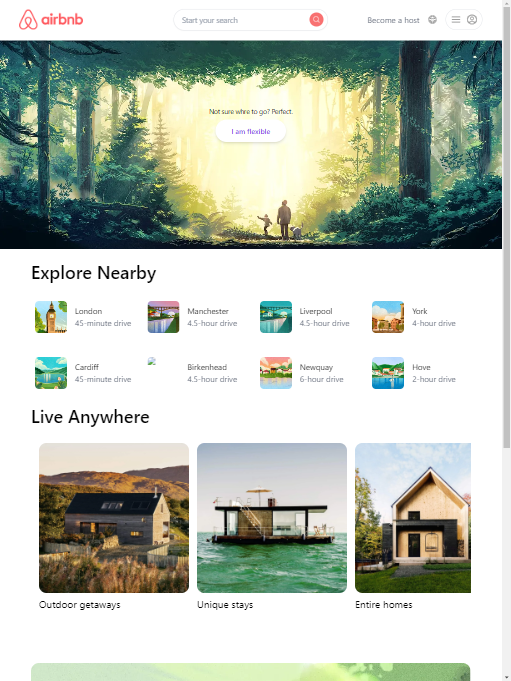 airbnb
Start your search
Become a host
Not sure whre to go? Perfect.
I am flexible
Explore Nearby
London
45-minute drive
Manchester
4.5-hour drive
Liverpool
4.5-hour drive
York
4-hour drive
Cardiff
45-minute drive
Birkenhead
4.5-hour drive
Newquay
6-hour drive
Hove
2-hour drive
Live Anywhere
Outdoor getaways
Unique stays
Entire homes